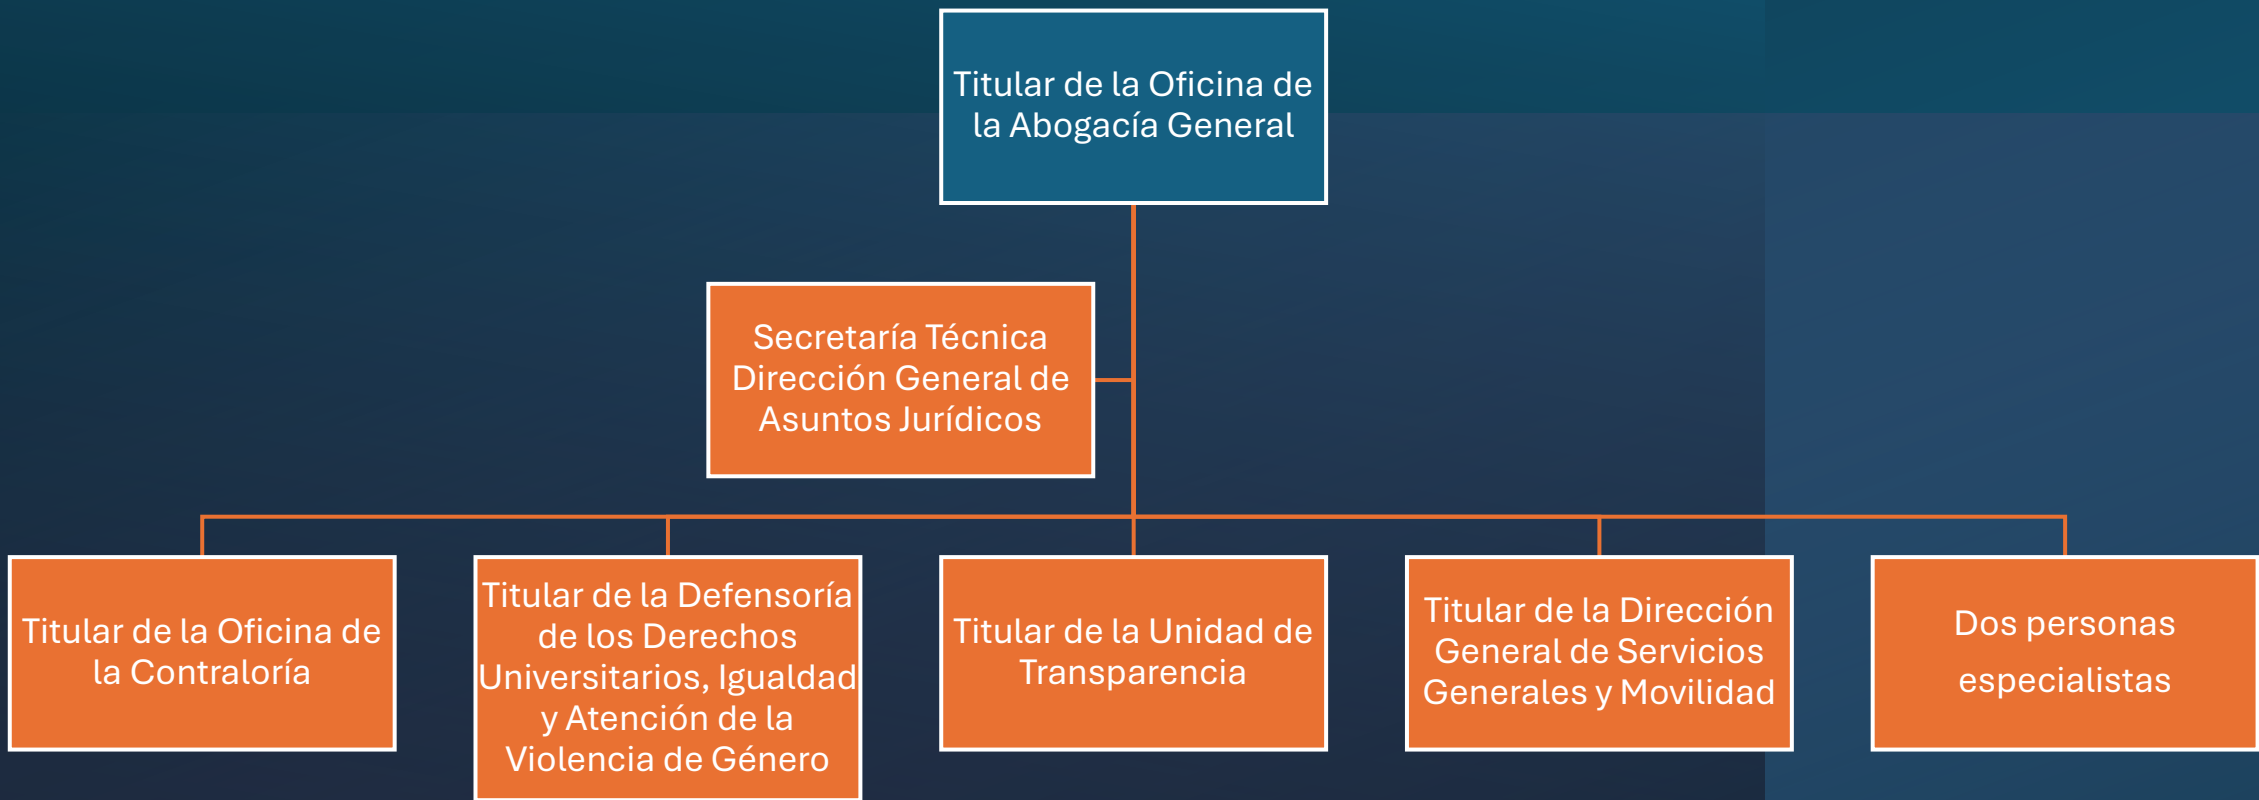 Titular de la Oficina de
la Abogacía General
Secretaría Técnica
Dirección General de
Asuntos Jurídicos
Titular de la Oficina de
la Contraloría
Titular de la Defensoría
de los Derechos
Universitarios, Igualdad
y Atención de la
Violencia de Género
Titular de la Unidad de
Transparencia
Titular de la Dirección
General de Servicios
Generales y Movilidad
Dos personas
especialistas